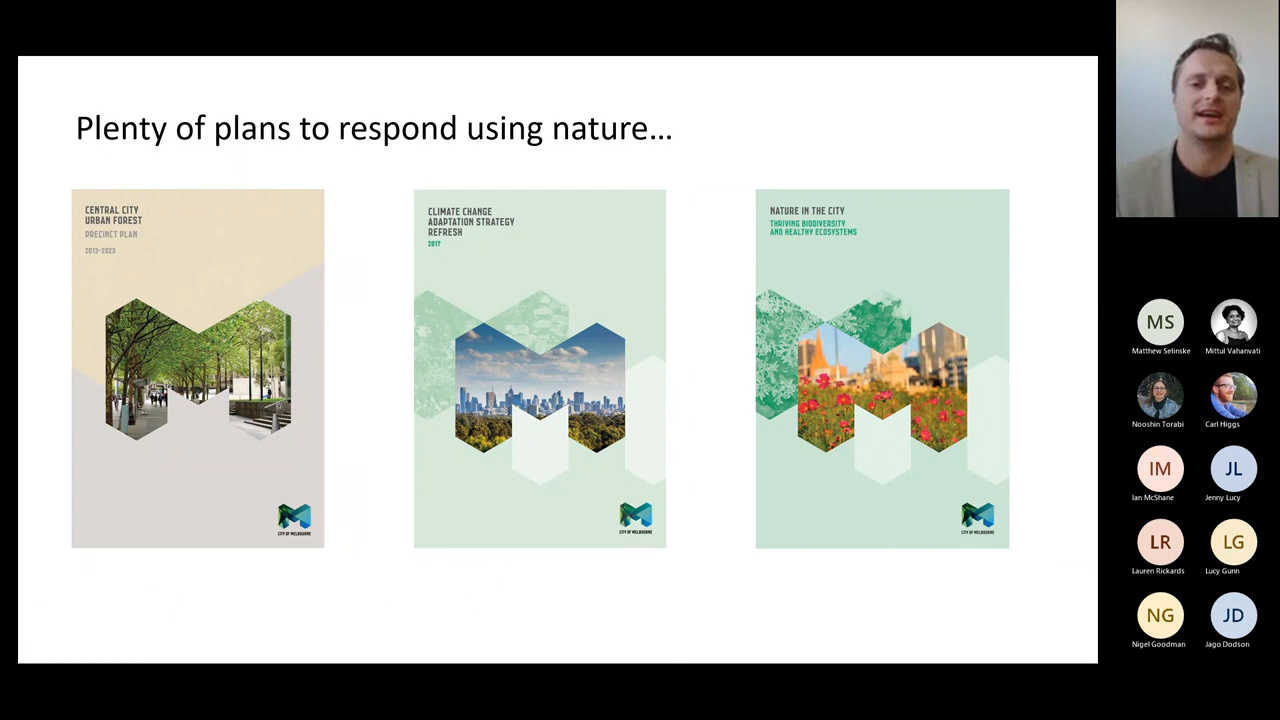 Plenty of plans to respond using nature...
CENTRAL CITY
URBAN FOREST
PRECINCT PLAN
2013-2023
CITY OF MELBOURNE
CLIMATE CHANGE
ADAPTATION STRATEGY
REFRESH
2017
CITY OF MELBOURNE
NATURE IN THE CITY
THRIVING BIODIVERSITY
AND HEALTHY ECOSYSTEMS
CITY OF MELBOURNE
MS
Matthew Selinske
Mittul Vahanvati
Nooshin Torabi
Carl Higgs
IM
Ian McShane
JL
Jenny Lucy
LR
Lauren Rickards
LG
Lucy Gunn
NG
Nigel Goodman
JD
Jago Dodson